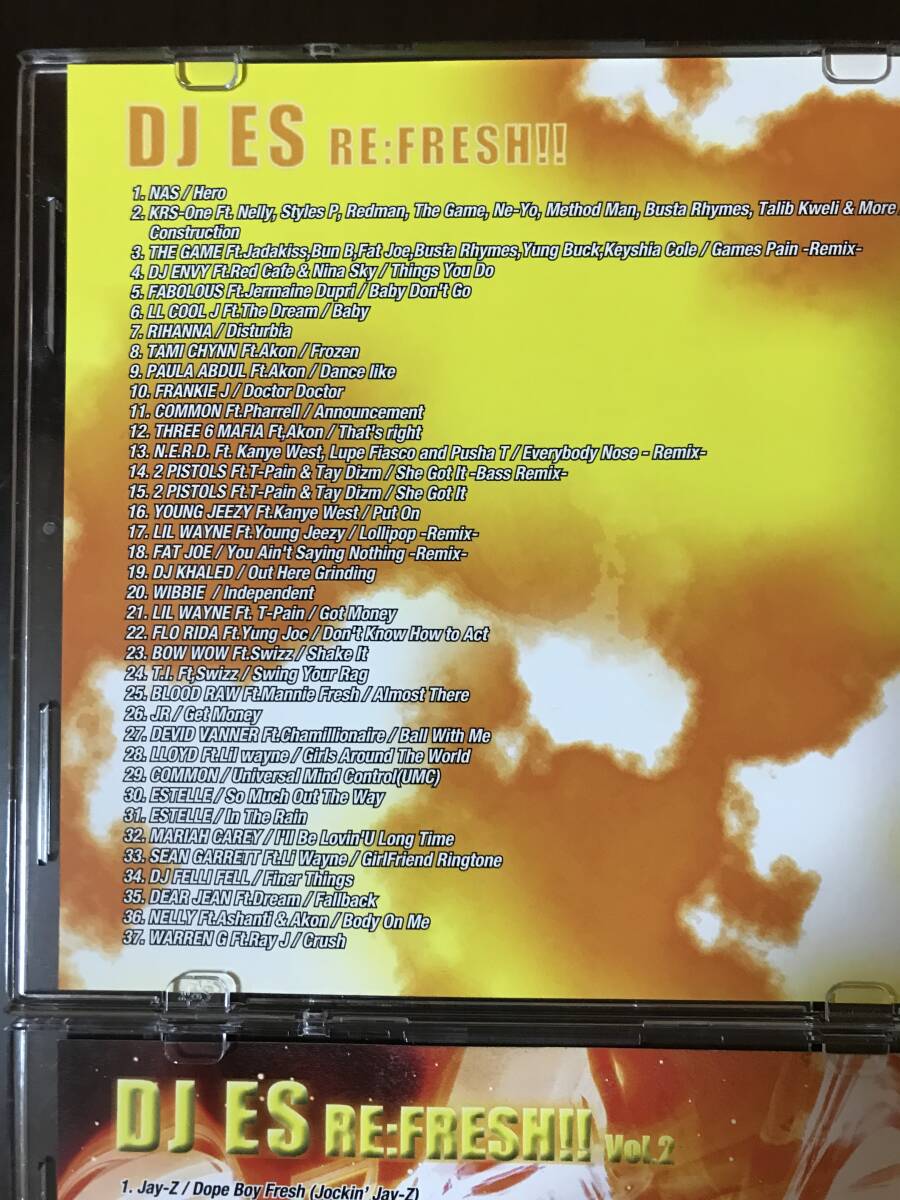 DJ ES RE:FRESH!!
1. NAS / Hero
2. KRS-One Ft. Nelly, Styles P, Redman, The Game, Ne-Yo, Method Man, Busta Rhymes, Talib Kweli & More /
Construction
3. THE GAME Ft.Jadakiss,Bun B,Fat Joe,Busta Rhymes,Yung Buck,Keyshia Cole / Games Pain -Remix-
4. DJ ENVY Ft.Red Cafe & Nina Sky / Things You Do
5. FABOLOUS Ft.Jermaine Dupri / Baby Don't Go
6. LL COOL J Ft.The Dream / Baby
7. RIHANNA / Disturbia
8. TAMI CHYNN Ft.Akon / Frozen
9. PAULA ABDUL Ft.Akon / Dance like
10. FRANKIE J / Doctor Doctor
11. COMMON Ft.Pharrell / Announcement
12. THREE 6 MAFIA Ft,Akon / That's right
13. N.E.R.D. Ft. Kanye West, Lupe Fiasco and Pusha T / Everybody Nose - Remix-
14. 2 PISTOLS Ft.T-Pain & Tay Dizm / She Got It -Bass Remix-
15. 2 PISTOLS Ft.T-Pain & Tay Dizm / She Got It
16. YOUNG JEEZY Ft.Kanye West / Put On
17. LIL WAYNE Ft.Young Jeezy / Lollipop -Remix-
18. FAT JOE / You Ain't Saying Nothing -Remix-
19. DJ KHALED / Out Here Grinding
20. WIBBIE / Independent
21. LIL WAYNE Ft. T-Pain / Got Money
22. FLO RIDA Ft.Yung Joc / Don't Know How to Act
23. BOW WOW Ft.Swizz / Shake It
24. T.I. Ft,Swizz / Swing Your Rag
25. BLOOD RAW Ft.Mannie Fresh / Almost There
26. JR / Get Money
27. DEVID VANNER Ft.Chamillionaire / Ball With Me
28. LLOYD Ft.Lil wayne / Girls Around The World
29. COMMON / Universal Mind Control(UMC)
30. ESTELLE / So Much Out The Way
31. ESTELLE / In The Rain
32. MARIAH CAREY / I'll Be Lovin'U Long Time
33. SEAN GARRETT Ft.Li Wayne / GirlFriend Ringtone
34. DJ FELLI FELL / Finer Things
35. DEAR JEAN Ft.Dream / Fallback
36. NELLY Ft.Ashanti & Akon / Body On Me
37. WARREN G Ft.Ray J / Crush
DJ ES RE:FRESH!! Vol.2
1. Jay-Z / Dope Boy Fresh (Jockin' Jay-Z)